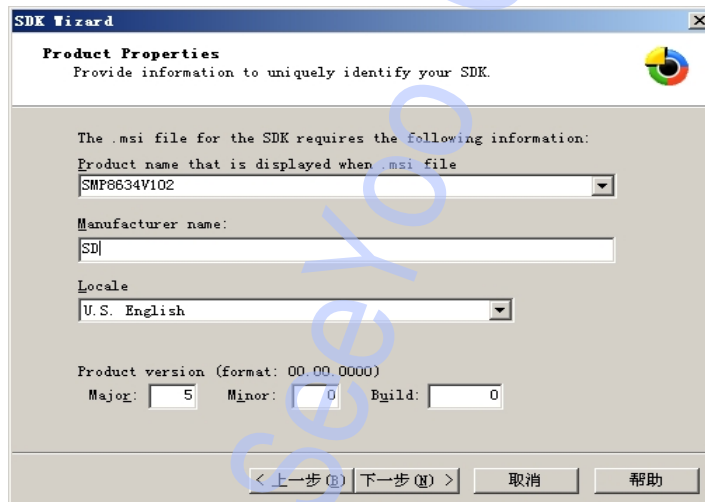 SDK Wizard
Product Properties
Provide information to uniquely identify your SDK.
The .msi file for the SDK requires the following information:
Product name that is displayed when .msi file
SMP8634V102
Manufacturer name:
SD
Locale
U.S. English
Product version (format: 00.00.0000)
Major: 5 Minor: 0 Build: 0
< 上一步(B) 下一步(N) > 取消 帮助
SeeYoo